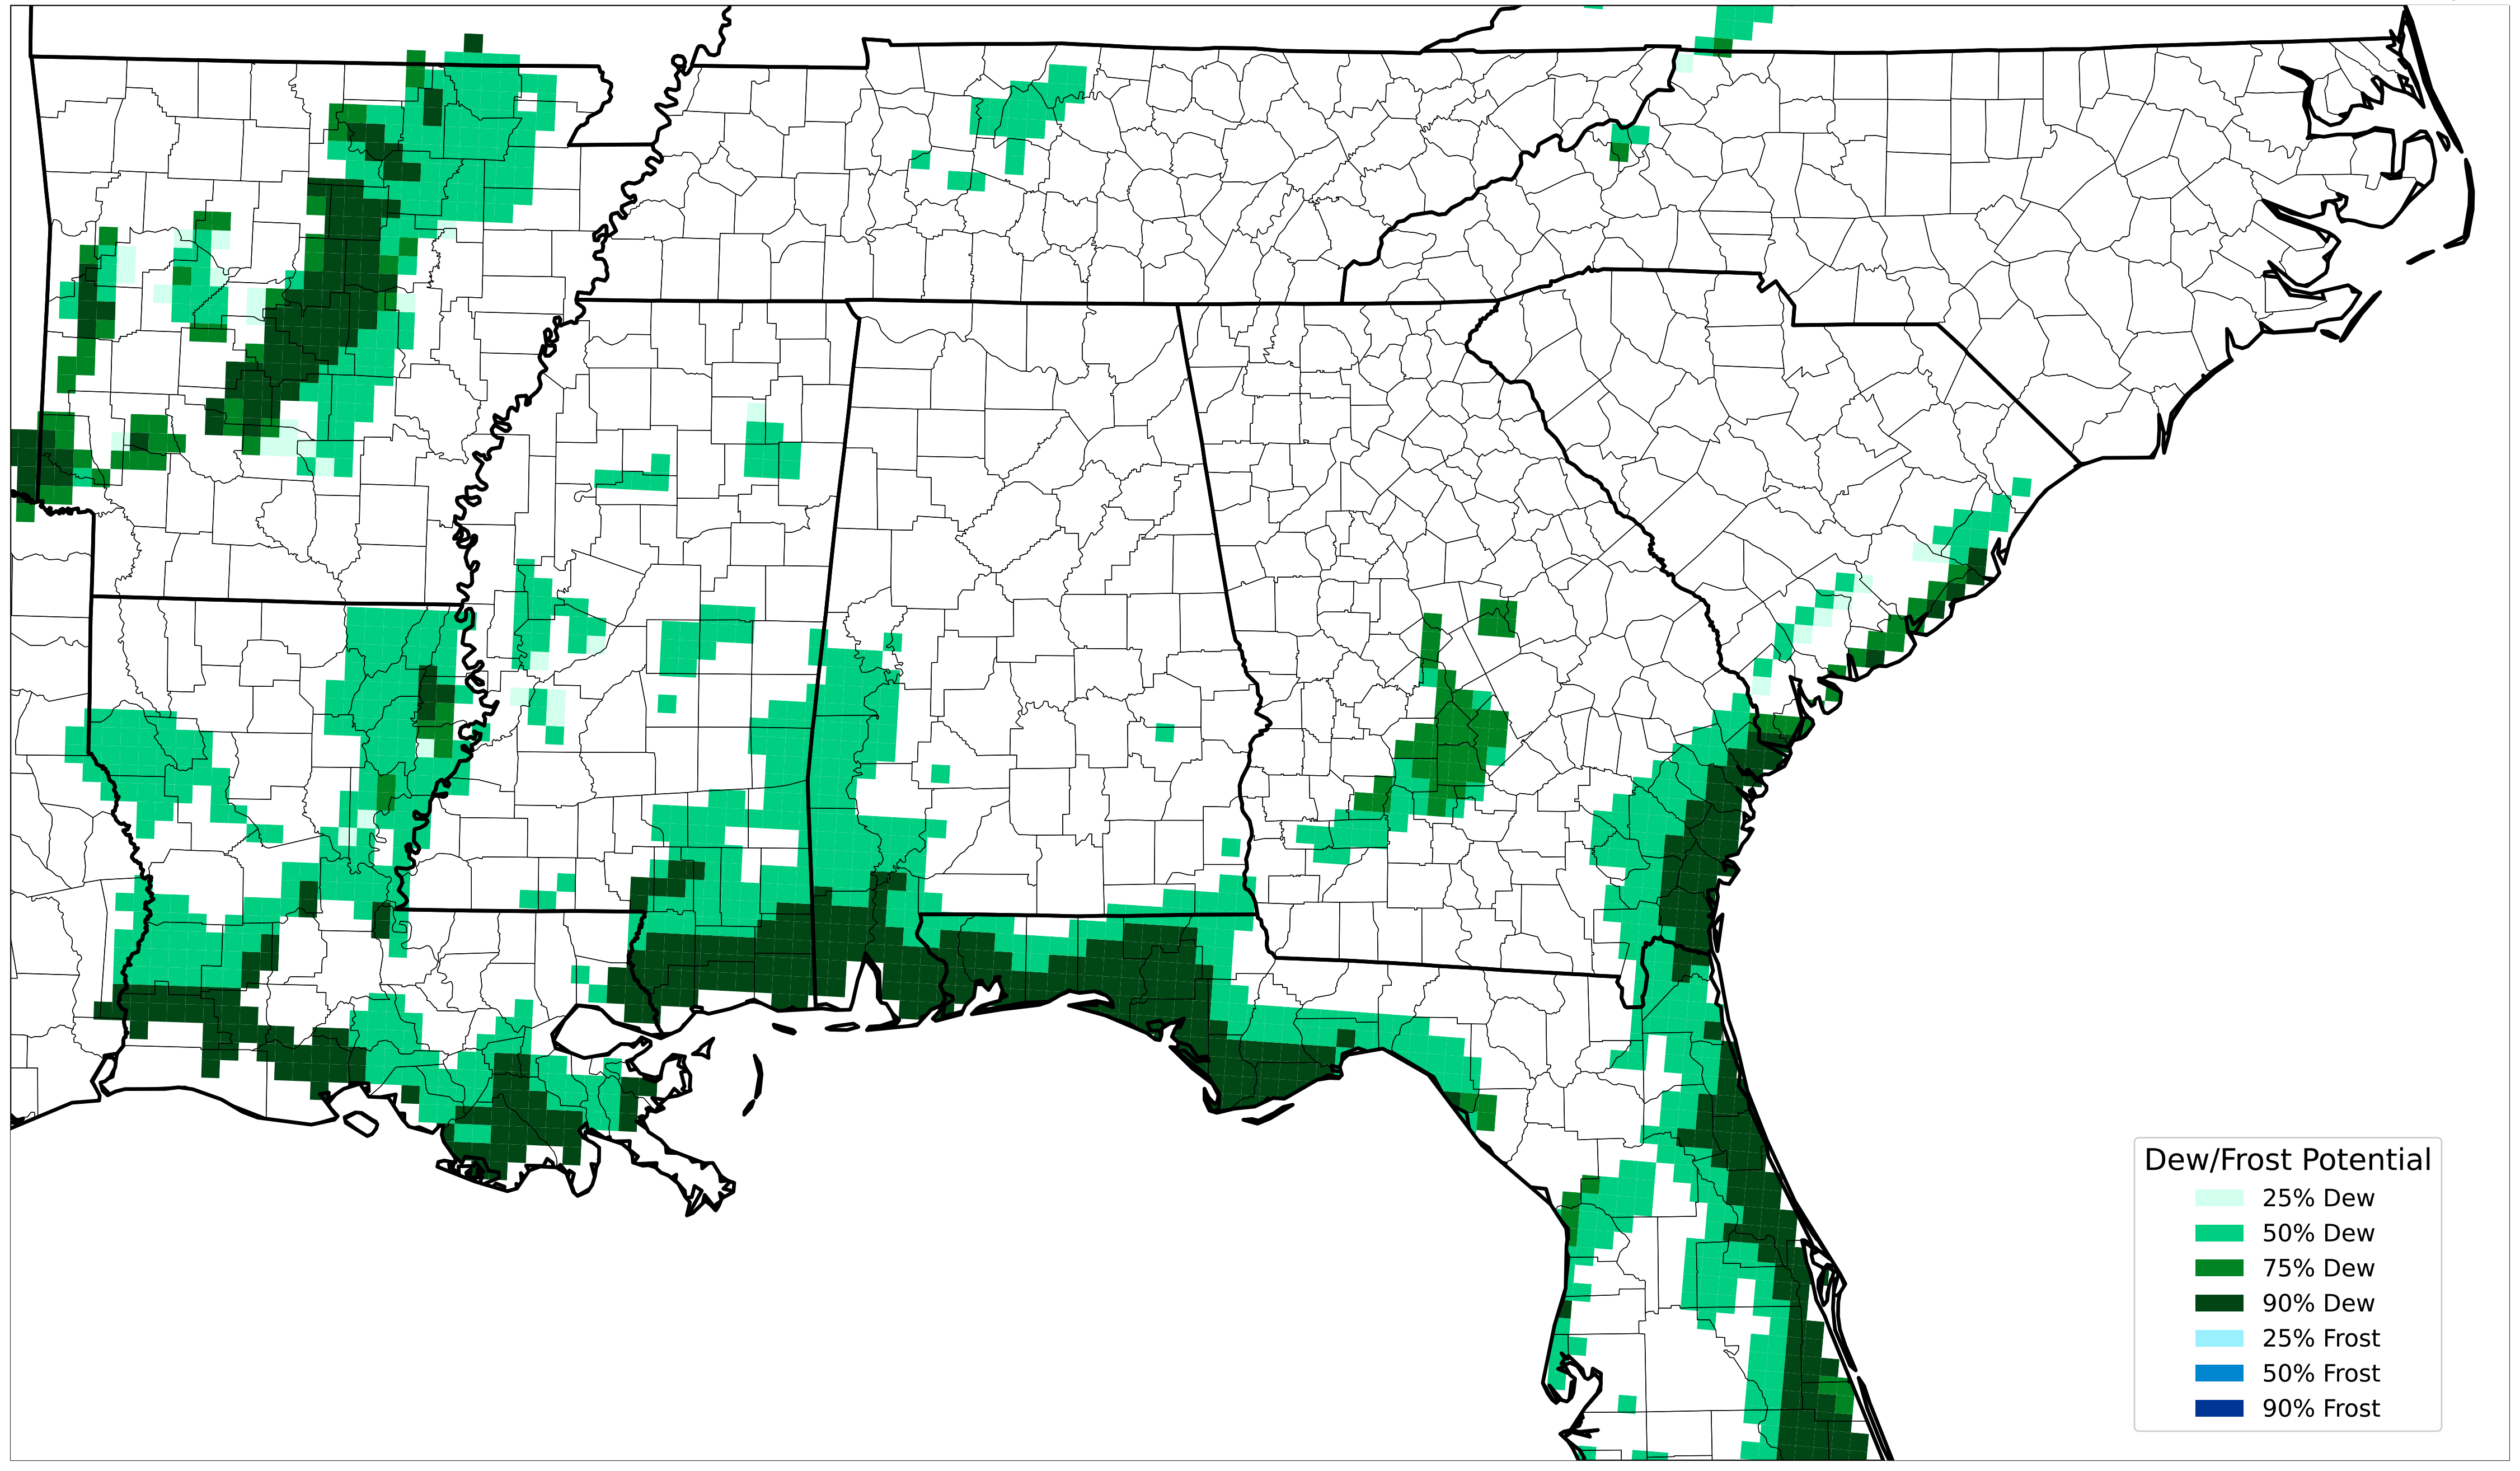 Dew/Frost Potential
25% Dew
50% Dew
75% Dew
90% Dew
25% Frost
50% Frost
90% Frost